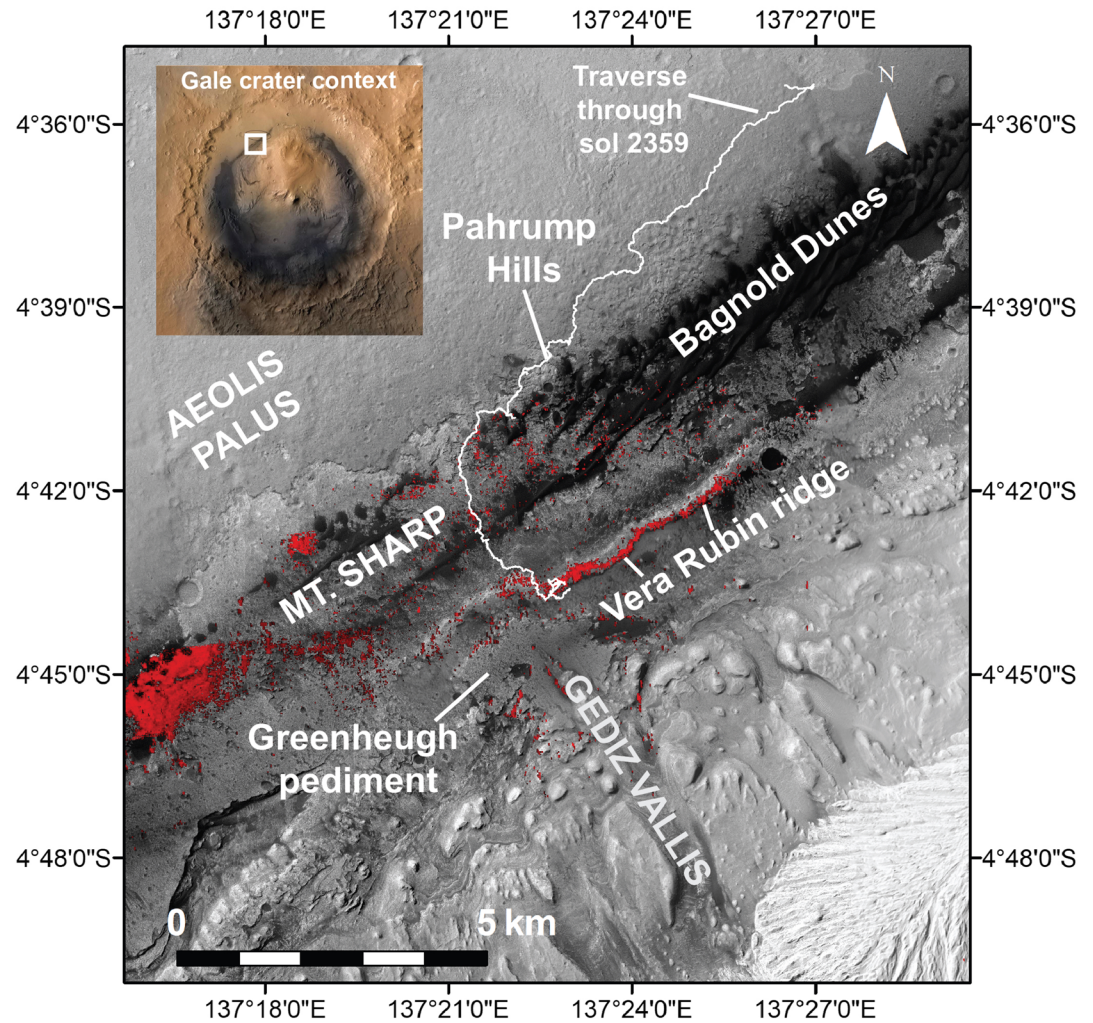 137°18'0"E 137°21'0"E 137°24'0"E 137°27'0"E
Gale crater context
Traverse
through
sol 2359
N
4°36'0"S 4°36'0"S
Pahrump
Hills
Bagnold Dunes
4°39'0"S 4°39'0"S
AEOLIS
PALUS
4°42'0"S 4°42'0"S
MT. SHARP
Vera Rubin ridge
4°45'0"S 4°45'0"S
Greenheugh
pediment
GEDIZ VALLIS
4°48'0"S 4°48'0"S
0 5 km
137°18'0"E 137°21'0"E 137°24'0"E 137°27'0"E